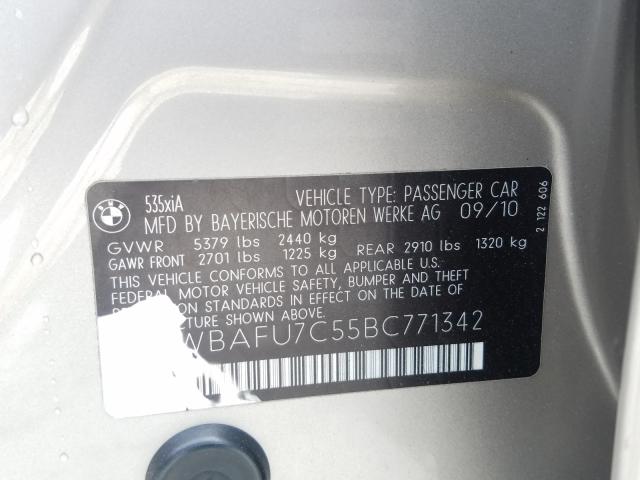 BMW
535xiA VEHICLE TYPE: PASSENGER CAR
MFD BY BAYERISCHE MOTOREN WERKE AG 09/10
GVWR 5379 lbs 2440 kg
GAWR FRONT 2701 lbs 1225 kg REAR 2910 lbs 1320 kg
THIS VEHICLE CONFORMS TO ALL APPLICABLE U.S.
FEDERAL MOTOR VEHICLE SAFETY, BUMPER AND THEFT
STANDARDS IN EFFECT ON THE DATE OF
MANUFACTURE SHOWN ABOVE.
WBAFU7C55BC771342
2 122 606